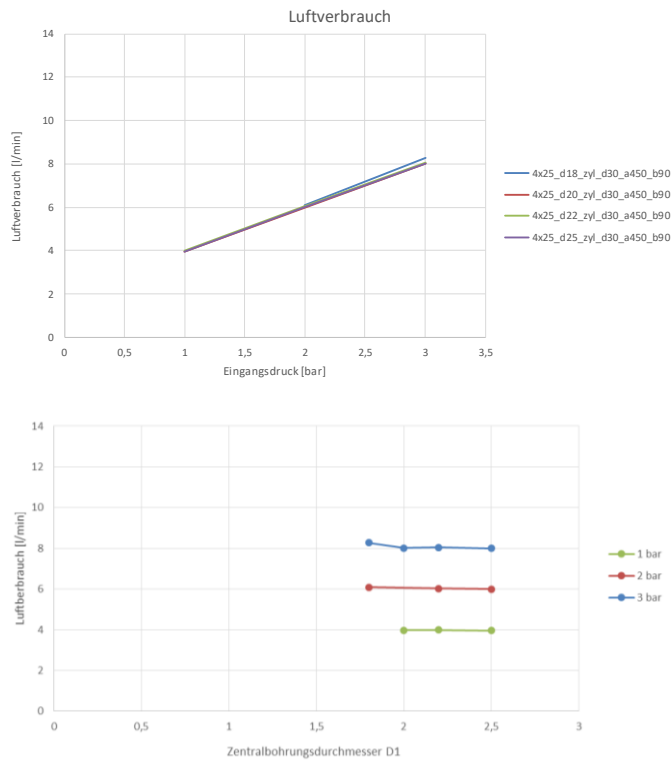 Luftverbrauch
14
12
10
8
6
4
2
0
Luftverbrauch [l/min]
0 0,5 1 1,5 2 2,5 3 3,5
Eingangsdruck [bar]
4x25_d18_zyl_d30_a450_b90
4x25_d20_zyl_d30_a450_b90
4x25_d22_zyl_d30_a450_b90
4x25_d25_zyl_d30_a450_b90
14
12
10
8
6
4
2
0
Luftberbrauch [l/min]
0 0,5 1 1,5 2 2,5 3
Zentralbohrungsdurchmesser D1
1 bar
2 bar
3 bar